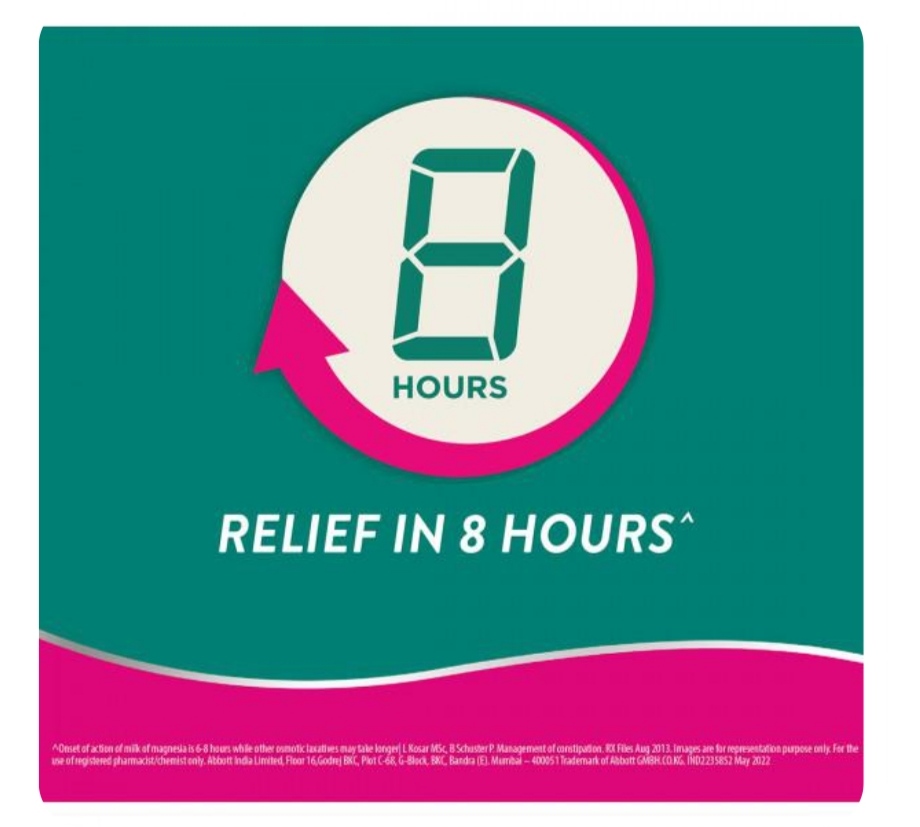 8
HOURS
RELIEF IN 8 HOURS^
^Onset of action of milk of magnesia is 6-8 hours while other osmotic laxatives may take longer| L Kosar MSc, B Schuster P. Management of constipation. RX Files Aug 2013. Images are for representation purpose only. For the
use of registered pharmacist/chemist only. Abbott India Limited, Floor 16,Godrej BKC, Plot C-68, G-Block, BKC, Bandra (E). Mumbai – 400051 Trademark of Abbott GMBH.CO.KG. IND2235852 May 2022